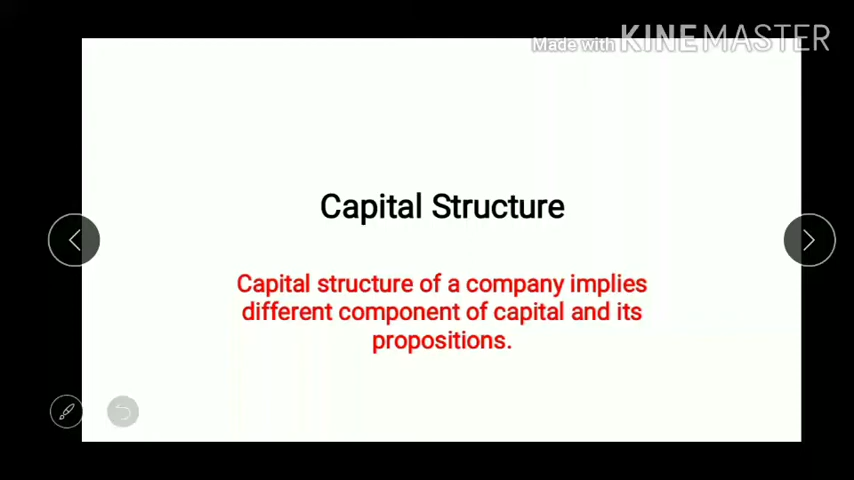 Made with KINEMASTER
Capital Structure
Capital structure of a company implies
different component of capital and its
propositions.